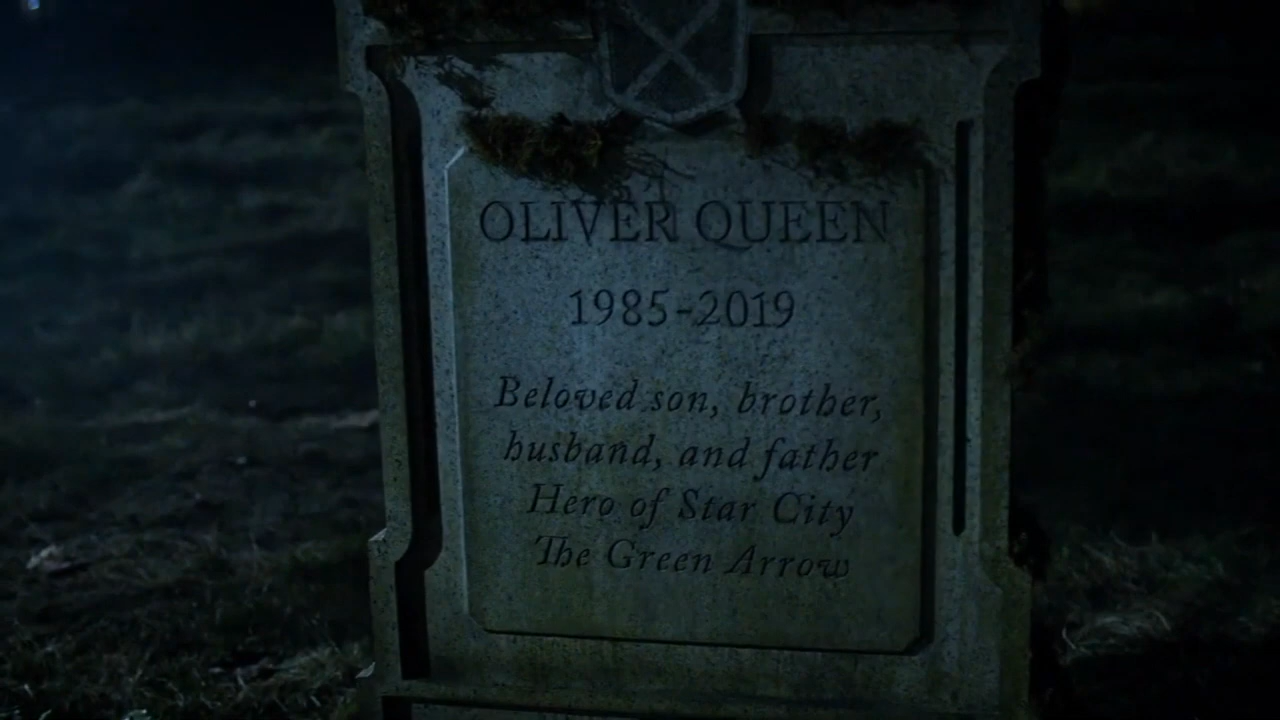 OLIVER QUEEN
1985-2019
Beloved son, brother,
husband, and father
Hero of Star City
The Green Arrow